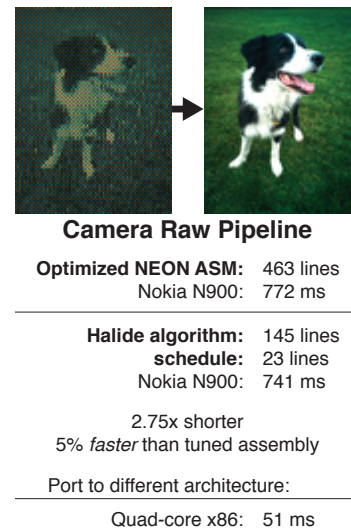 Camera Raw Pipeline
Optimized NEON ASM: 463 lines
Nokia N900: 772 ms
Halide algorithm: 145 lines
schedule: 23 lines
Nokia N900: 741 ms
2.75x shorter
5% faster than tuned assembly
Port to different architecture:
Quad-core x86: 51 ms